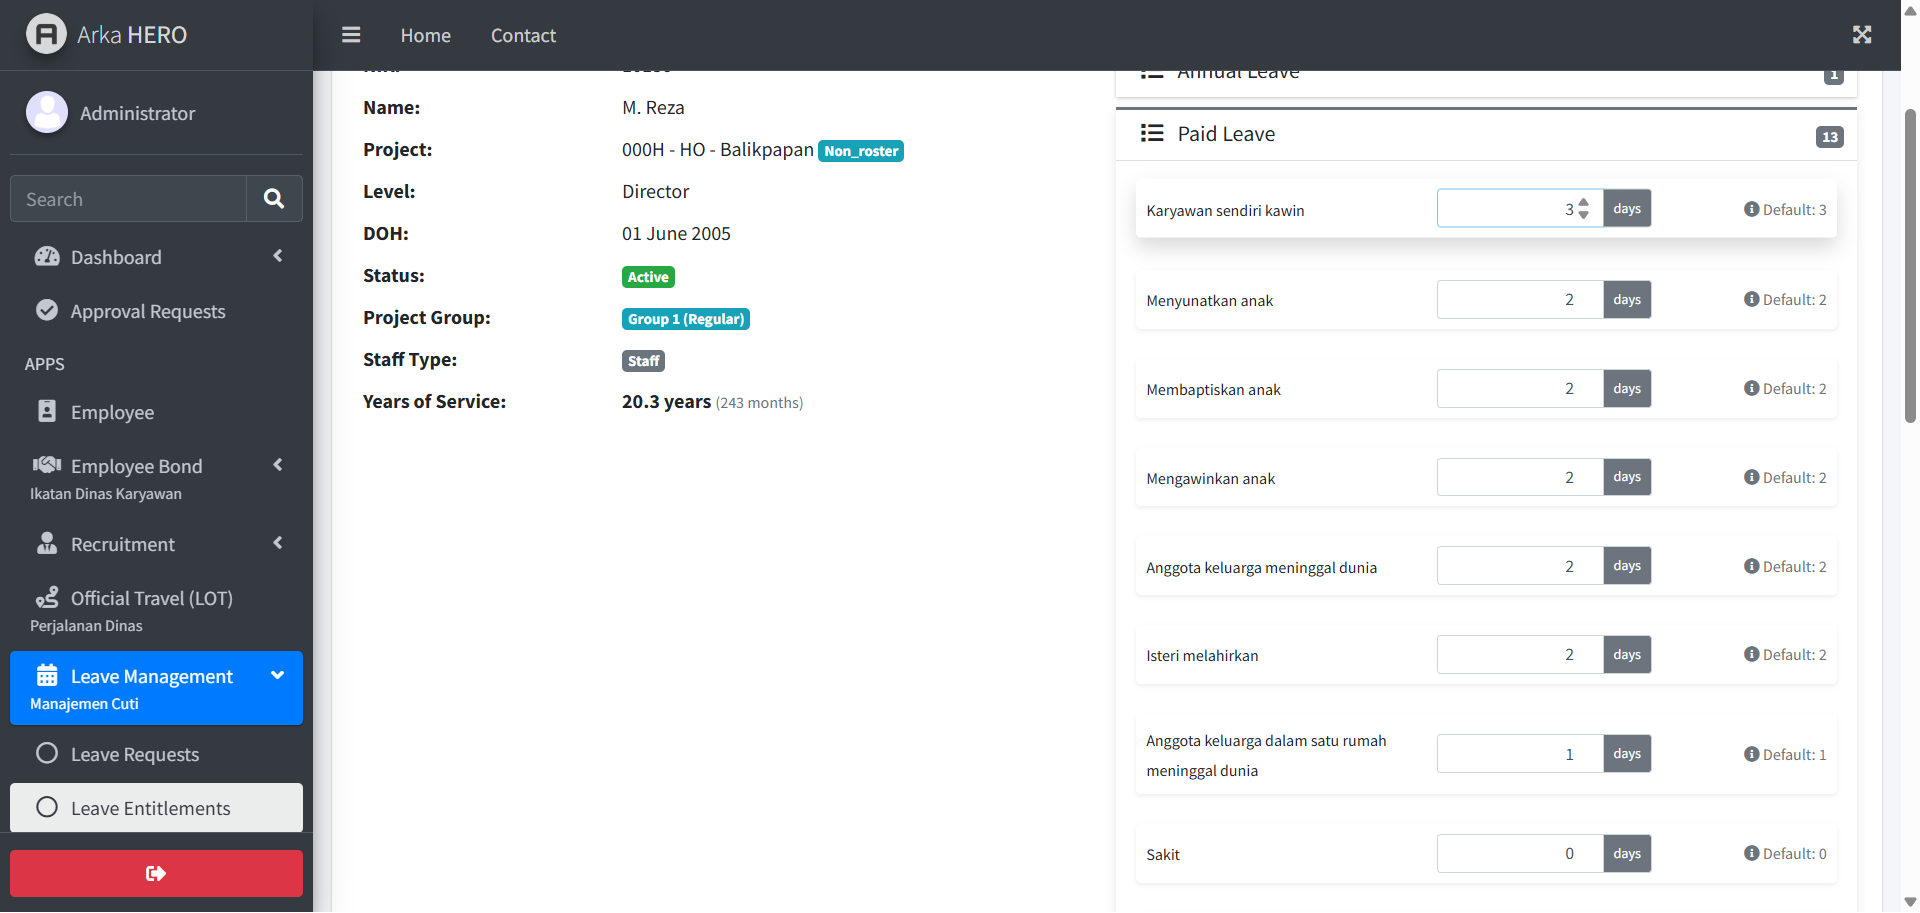 Arka HERO
Home
Contact
Administrator
Search
Dashboard
Approval Requests
APPS
Employee
Employee Bond
Ikatan Dinas Karyawan
Recruitment
Official Travel (LOT)
Perjalanan Dinas
Leave Management
Manajemen Cuti
Leave Requests
Leave Entitlements
Name: M. Reza
Project: 000H - HO - Balikpapan Non_roster
Level: Director
DOH: 01 June 2005
Status: Active
Project Group: Group 1 (Regular)
Staff Type: Staff
Years of Service: 20.3 years (243 months)
Annual Leave 1
Paid Leave 13
Karyawan sendiri kawin 3 days Default: 3
Menyunatkan anak 2 days Default: 2
Membaptiskan anak 2 days Default: 2
Mengawinkan anak 2 days Default: 2
Anggota keluarga meninggal dunia 2 days Default: 2
Isteri melahirkan 2 days Default: 2
Anggota keluarga dalam satu rumah
meninggal dunia 1 days Default: 1
Sakit 0 days Default: 0